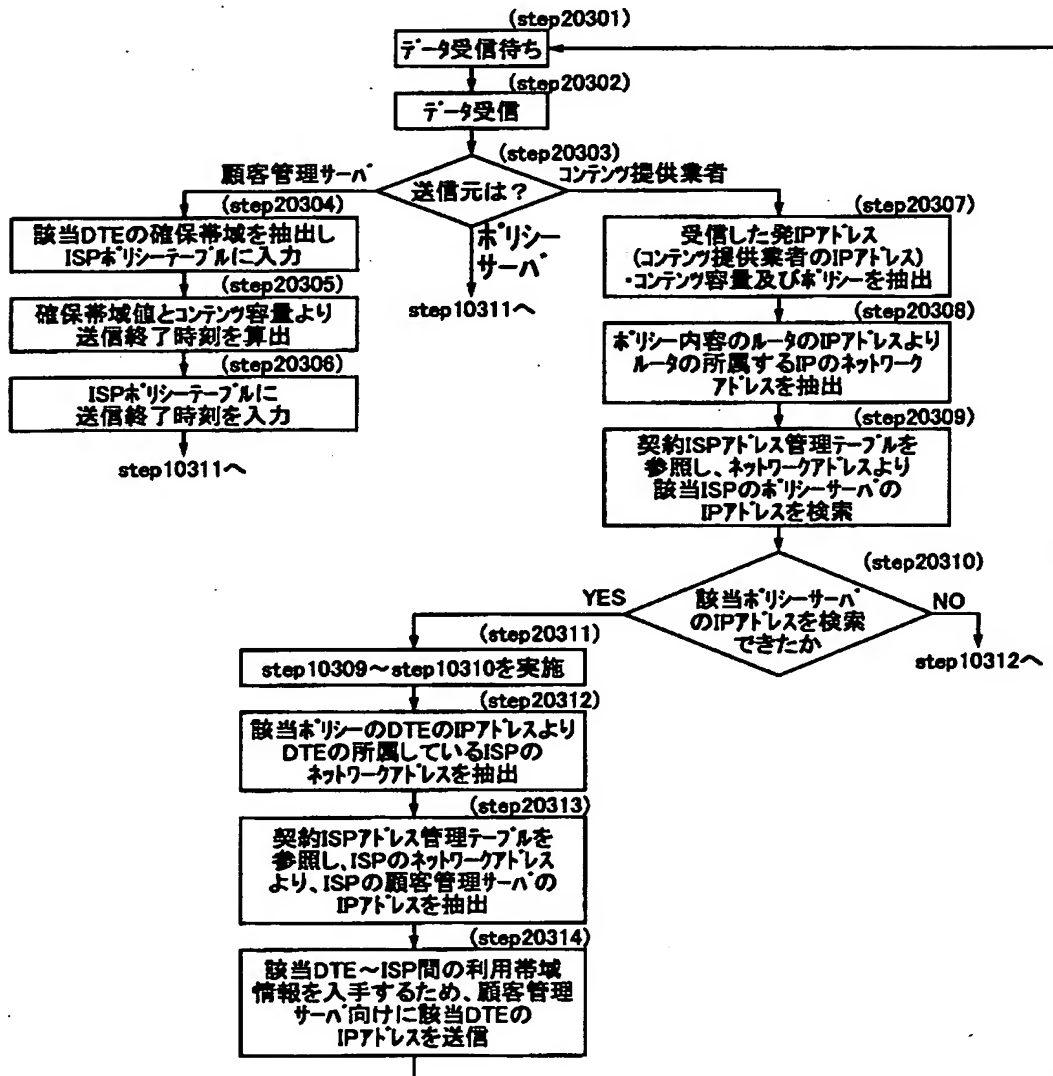 (step20301)
データ受信待ち
(step20302)
データ受信
(step20303)
送信元は?
顧客管理サーバ
ポリシー
サーバ
コンテンツ提供業者
step10311へ
(step20304)
該当DTEの確保帯域を抽出し
ISPポリシーテーブルに入力
(step20305)
確保帯域値とコンテンツ容量より
送信終了時刻を算出
(step20306)
ISPポリシーテーブルに
送信終了時刻を入力
step10311へ
(step20307)
受信した発IPアドレス
(コンテンツ提供業者のIPアドレス)
・コンテンツ容量及びポリシーを抽出
(step20308)
ポリシー内容のルータのIPアドレスより
ルータの所属するIPのネットワーク
アドレスを抽出
(step20309)
契約ISPアドレス管理テーブルを
参照し、ネットワークアドレスより
該当ISPのポリシーサーバの
IPアドレスを検索
(step20310)
該当ポリシーサーバ
のIPアドレスを検索
できたか
YES
NO
step10312へ
(step20311)
step10309~step10310を実施
(step20312)
該当ポリシーのDTEのIPアドレスより
DTEの所属しているISPの
ネットワークアドレスを抽出
(step20313)
契約ISPアドレス管理テーブルを
参照し、ISPのネットワークアドレス
より、ISPの顧客管理サーバの
IPアドレスを抽出
(step20314)
該当DTE~ISP間の利用帯域
情報を入手するため、顧客管理
サーバ向けに該当DTEの
IPアドレスを送信